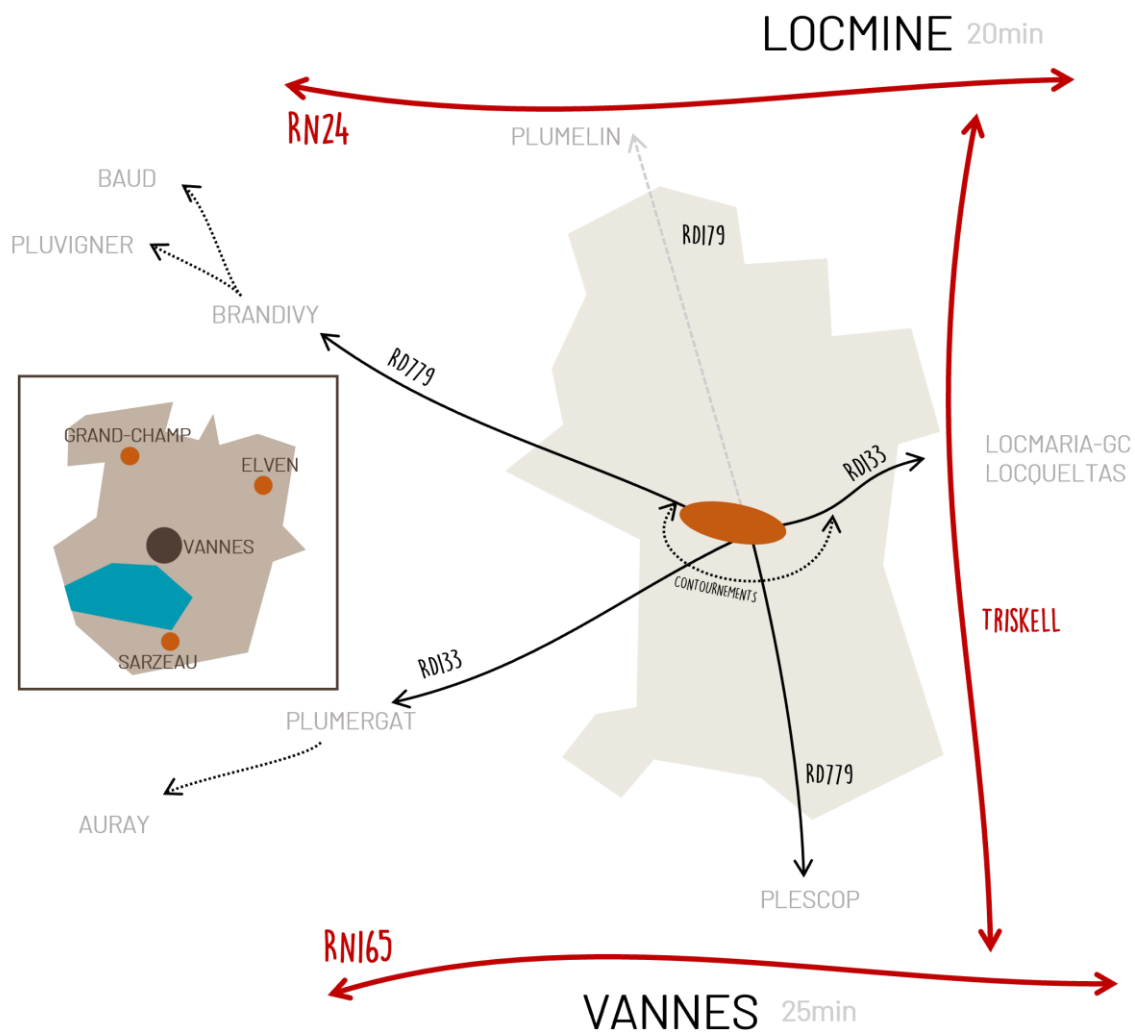 LOCMINE 20min
RN24
PLUMELIN
BAUD
RD179
PLUVIGNER
BRANDIVY
RD779
GRAND-CHAMP
ELVEN
VANNES
SARZEAU
RD133
LOCMARIA-GC
LOCQUELTAS
CONTOURNEMENTS
TRISKELL
RD133
PLUMERGAT
RD779
AURAY
PLESCOP
RN165
VANNES 25min